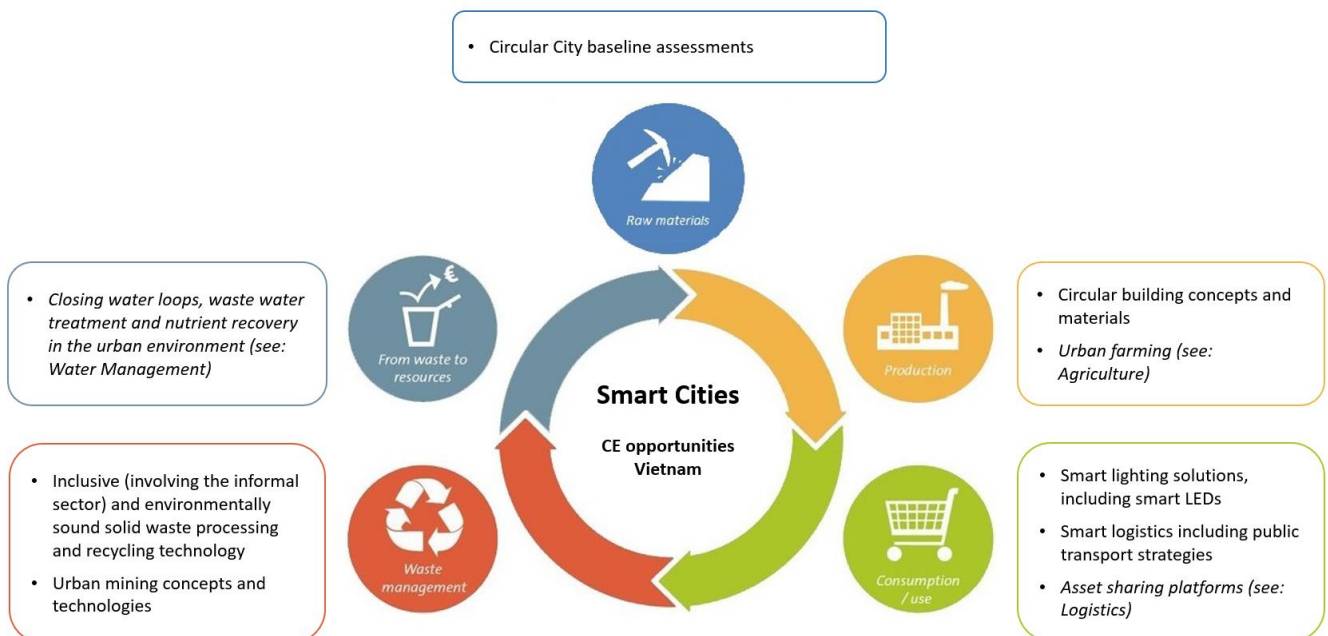 • Circular City baseline assessments
Raw materials
• Closing water loops, waste water
treatment and nutrient recovery
in the urban environment (see:
Water Management)
€
From waste to
resources
Production
• Circular building concepts and
materials
• Urban farming (see:
Agriculture)
Smart Cities
CE opportunities
Vietnam
• Inclusive (involving the informal
sector) and environmentally
sound solid waste processing
and recycling technology
• Urban mining concepts and
technologies
Waste
management
Consumption
/ use
• Smart lighting solutions,
including smart LEDs
• Smart logistics including public
transport strategies
• Asset sharing platforms (see:
Logistics)